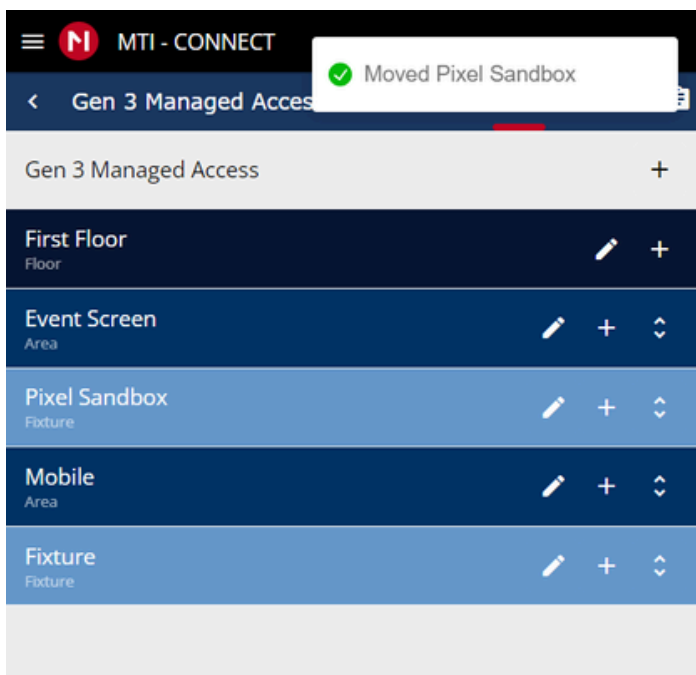 MTI - CONNECT
Moved Pixel Sandbox
Gen 3 Managed Acces
Gen 3 Managed Access
First Floor
Floor
Event Screen
Area
Pixel Sandbox
Fixture
Mobile
Area
Fixture
Fixture